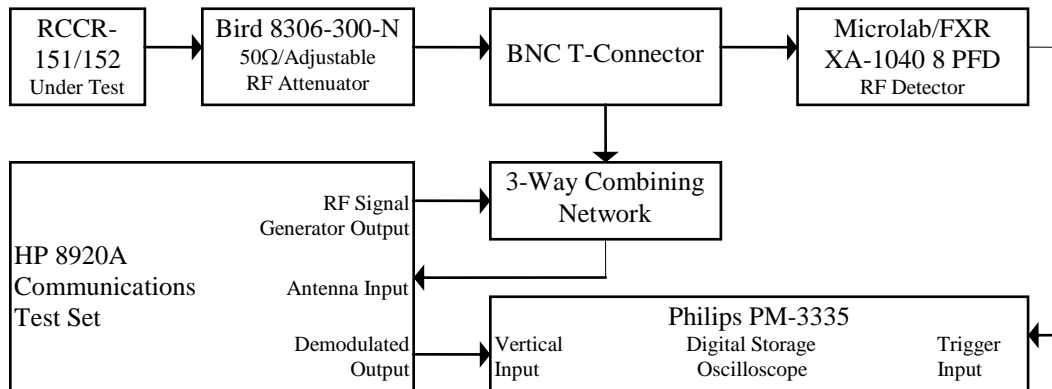 RCCR-
151/152
Under Test
Bird 8306-300-N
50Ω/Adjustable
RF Attenuator
BNC T-Connector
Microlab/FXR
XA-1040 8 PFD
RF Detector
3-Way Combining
Network
HP 8920A
Communications
Test Set
RF Signal
Generator Output
Antenna Input
Demodulated
Output
Philips PM-3335
Digital Storage
Oscilloscope
Vertical
Input
Trigger
Input